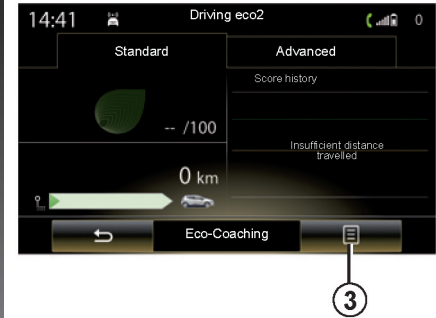 14:41
Driving eco2
0
Standard
Advanced
Score history
-- /100
Insufficient distance
travelled
0 km
Eco-Coaching
3